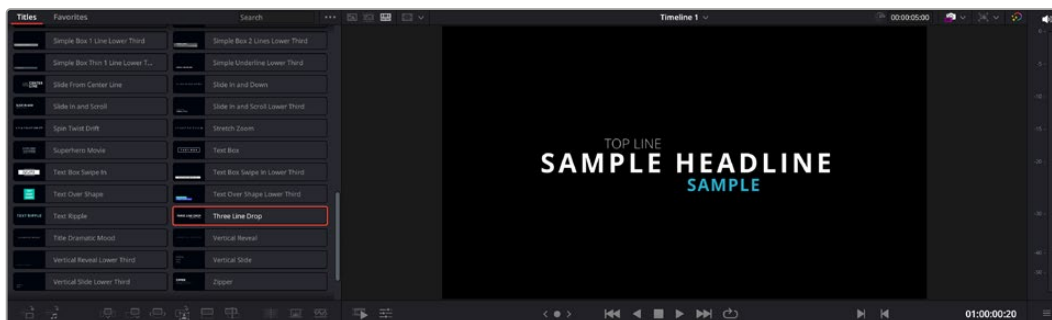 Titles Favorites Search
Timeline 1
00:00:05:00
Simple Box 1 Line Lower Third
Simple Box 2 Lines Lower Third
Simple Box Thin 1 Line Lower T...
Simple Underline Lower Third
Slide From Center Line
Slide In and Down
Slide In and Scroll
Slide In and Scroll Lower Third
Spin Twist Drift
Stretch Zoom
Superhero Movie
Text Box
Text Box Swipe In
Text Box Swipe In Lower Third
Text Over Shape
Text Over Shape Lower Third
TEXT RIPPLE
Text Ripple
THREE LINE DROP
Three Line Drop
Title Dramatic Mood
Vertical Reveal
Vertical Reveal Lower Third
Vertical Slide
Vertical Slide Lower Third
Zipper
TOP LINE
SAMPLE HEADLINE
SAMPLE
01:00:00:20